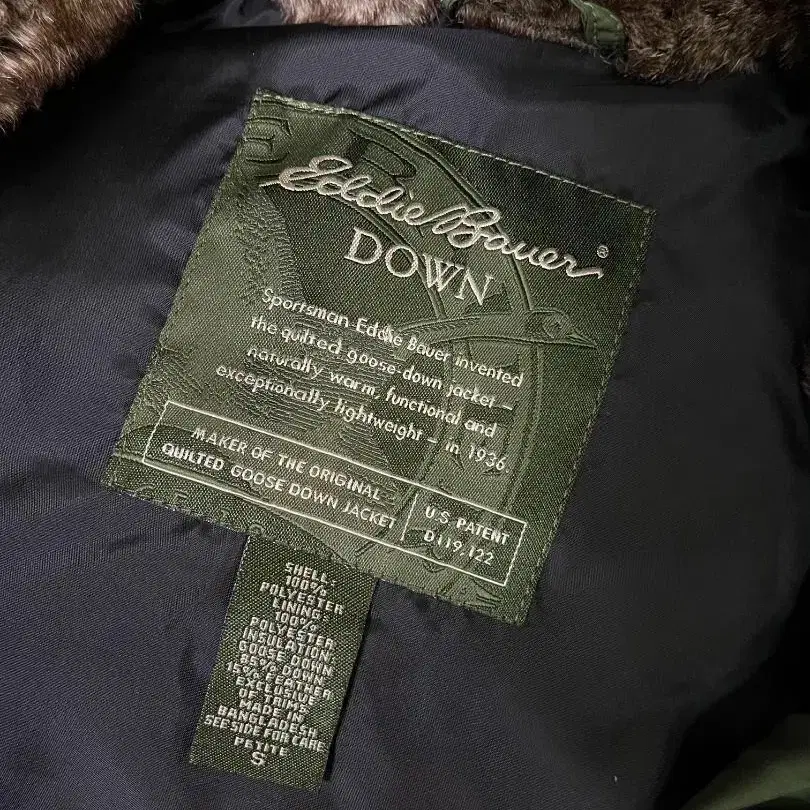 Eddie Bauer®
DOWN
Sportsman Eddie Bauer invented
the quilted goose-down jacket –
naturally warm, functional and
exceptionally lightweight – in 1936.
MAKER OF THE ORIGINAL
QUILTED GOOSE DOWN JACKET
U.S. PATENT
D119,122
SHELL:
100%
POLYESTER
LINING:
100%
POLYESTER
INSULATION
GOOSE DOWN
85% DOWN
15% FEATHER
EXCLUSIVE
OF TRIMS
MADE IN
BANGLADESH
SEE SIDE FOR CARE
PETITE
S